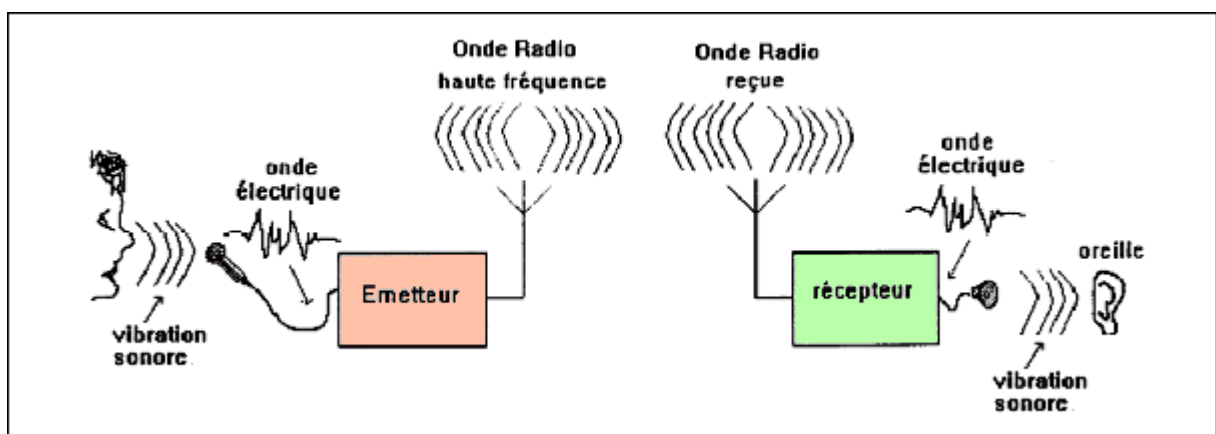 Onde Radio
haute fréquence
Onde Radio
reçue
onde
électrique
onde
électrique
oreille
Emetteur
récepteur
vibration
sonore
vibration
sonore